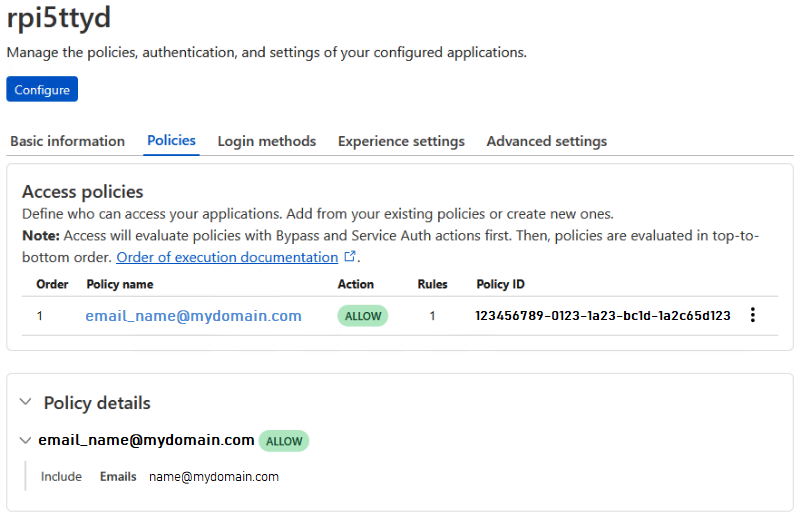 rpi5ttyd
Manage the policies, authentication, and settings of your configured applications.
Configure
Basic information Policies Login methods Experience settings Advanced settings
Access policies
Define who can access your applications. Add from your existing policies or create new ones.
Note: Access will evaluate policies with Bypass and Service Auth actions first. Then, policies are evaluated in top-to-
bottom order. Order of execution documentation.
Order Policy name Action Rules Policy ID
1 email_name@mydomain.com ALLOW 1 123456789-0123-1a23-bc1d-1a2c65d123
Policy details
email_name@mydomain.com ALLOW
Include Emails name@mydomain.com